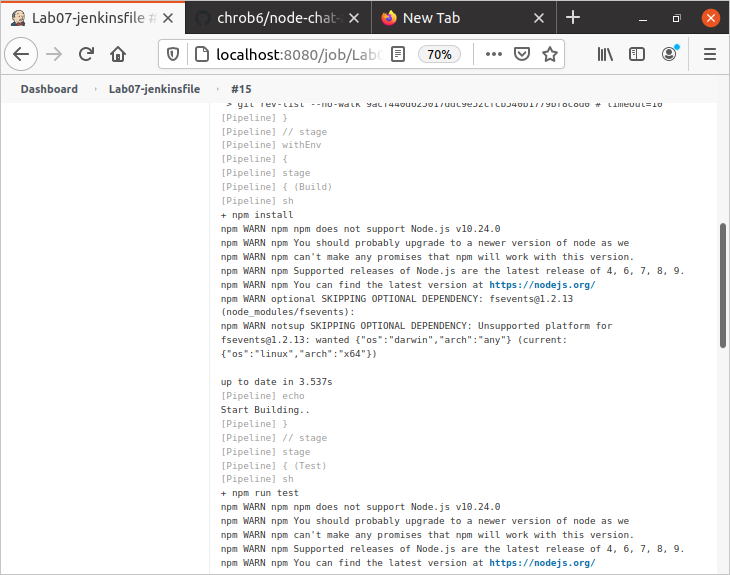 Lab07-jenkinsfile #
chrob6/node-chat-
New Tab
localhost:8080/job/Lab
70%
Dashboard
Lab07-jenkinsfile
#15
[Pipeline] }
[Pipeline] // stage
[Pipeline] withEnv
[Pipeline] {
[Pipeline] stage
[Pipeline] { (Build)
[Pipeline] sh
+ npm install
npm WARN npm npm does not support Node.js v10.24.0
npm WARN npm You should probably upgrade to a newer version of node as we
npm WARN npm can't make any promises that npm will work with this version.
npm WARN npm Supported releases of Node.js are the latest release of 4, 6, 7, 8, 9.
npm WARN npm You can find the latest version at https://nodejs.org/
npm WARN optional SKIPPING OPTIONAL DEPENDENCY: fsevents@1.2.13
(node_modules/fsevents):
npm WARN notsup SKIPPING OPTIONAL DEPENDENCY: Unsupported platform for
fsevents@1.2.13: wanted {"os":"darwin","arch":"any"} (current:
{"os":"linux","arch":"x64"})
up to date in 3.537s
[Pipeline] echo
Start Building..
[Pipeline] }
[Pipeline] // stage
[Pipeline] stage
[Pipeline] { (Test)
[Pipeline] sh
+ npm run test
npm WARN npm npm does not support Node.js v10.24.0
npm WARN npm You should probably upgrade to a newer version of node as we
npm WARN npm can't make any promises that npm will work with this version.
npm WARN npm Supported releases of Node.js are the latest release of 4, 6, 7, 8, 9.
npm WARN npm You can find the latest version at https://nodejs.org/